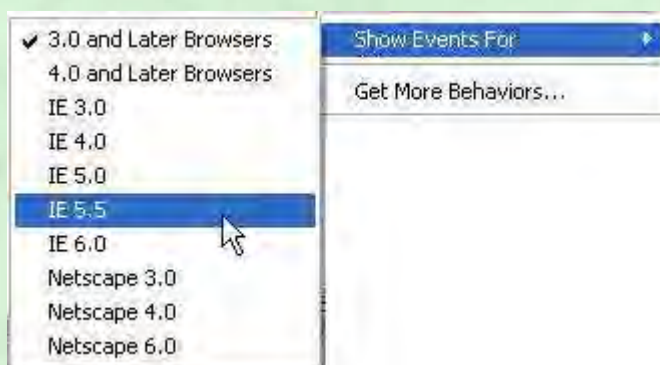 3.0 and Later Browsers
4.0 and Later Browsers
IE 3.0
IE 4.0
IE 5.0
IE 5.5
IE 6.0
Netscape 3.0
Netscape 4.0
Netscape 6.0
Show Events For
Get More Behaviors...